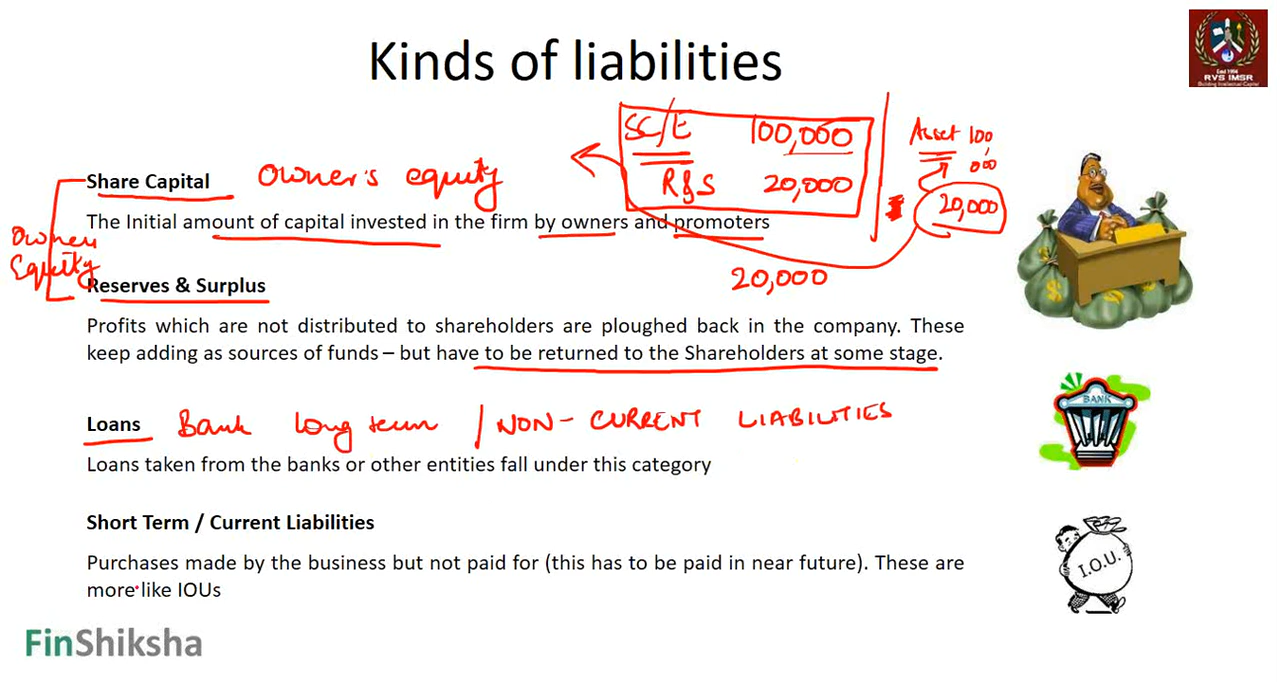 Kinds of liabilities
Estd 1994
RVS IMSR
Building Intellectual Capital
SC/E 100,000
R&S 20,000
Asset 100,
000
20,000
20,000
Share Capital Owner's equity
The Initial amount of capital invested in the firm by owners and promoters
Owner
Equity
Reserves & Surplus
Profits which are not distributed to shareholders are ploughed back in the company. These
keep adding as sources of funds – but have to be returned to the Shareholders at some stage.
BANK
Loans Bank long term / NON-CURRENT LIABILITIES
Loans taken from the banks or other entities fall under this category
Short Term / Current Liabilities
I.O.U.
Purchases made by the business but not paid for (this has to be paid in near future). These are
more like IOUs
FinShiksha